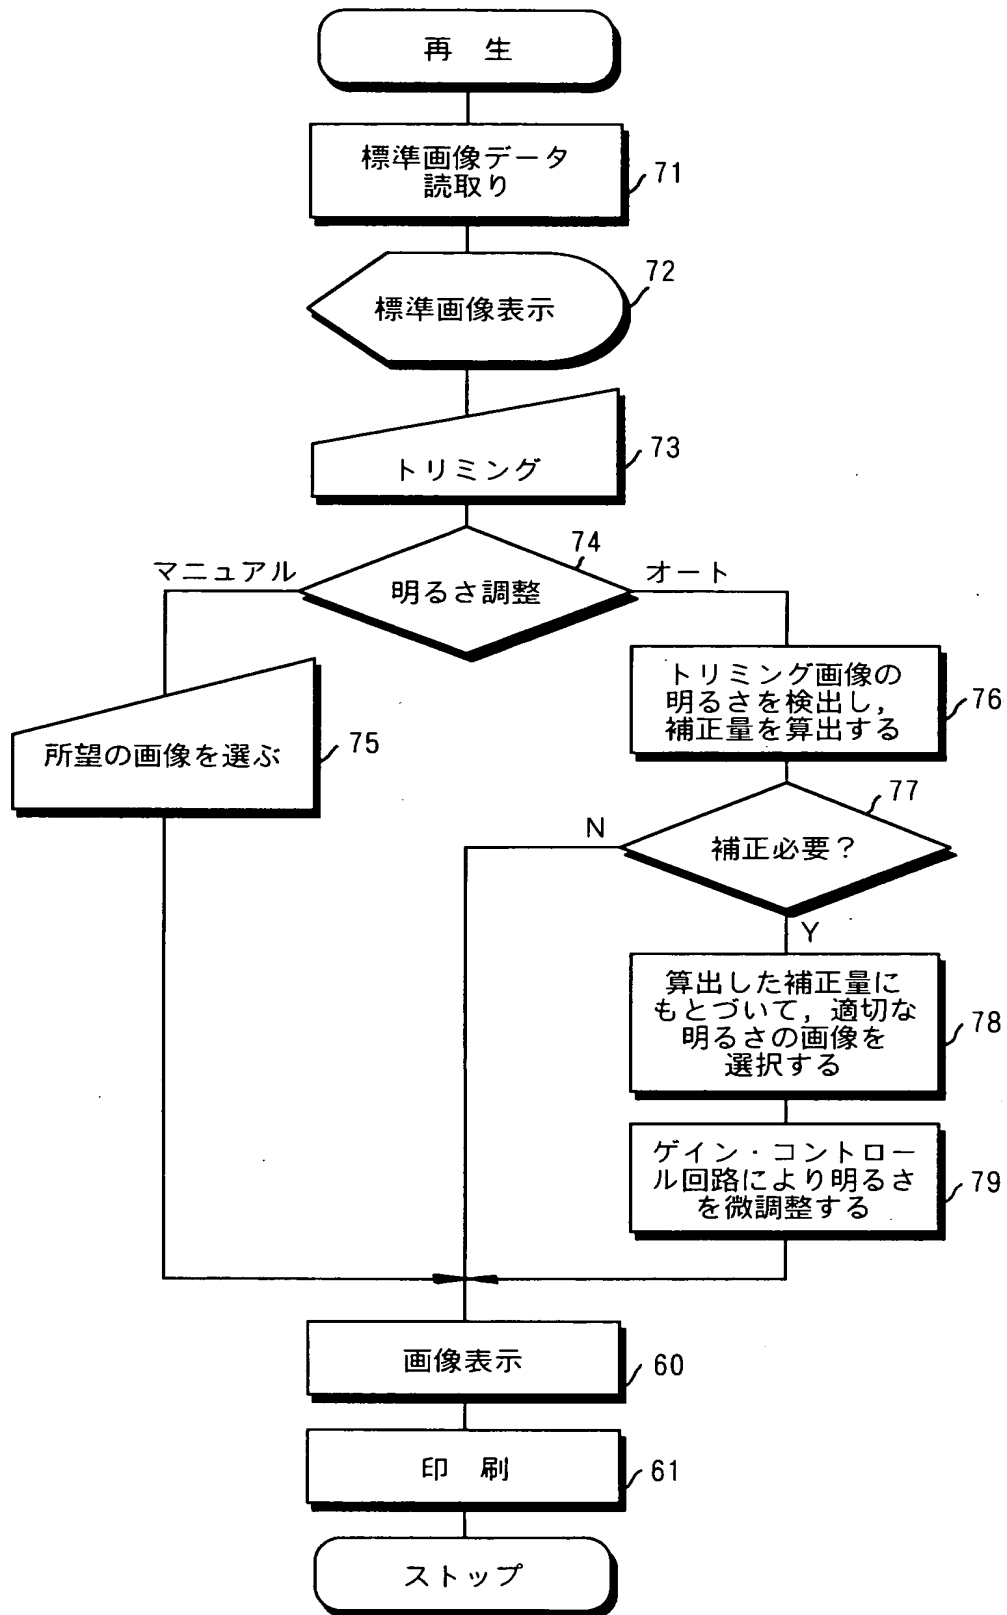 再 生
標準画像データ
読取り
71
標準画像表示
72
トリミング
73
明るさ調整
74
マニュアル
オート
所望の画像を選ぶ
75
トリミング画像の
明るさを検出し,
補正量を算出する
76
補正必要?
77
N
Y
算出した補正量に
もとづいて,適切な
明るさの画像を
選択する
78
ゲイン・コントロー
ル回路により明るさ
を微調整する
79
画像表示
60
印 刷
61
ストップ